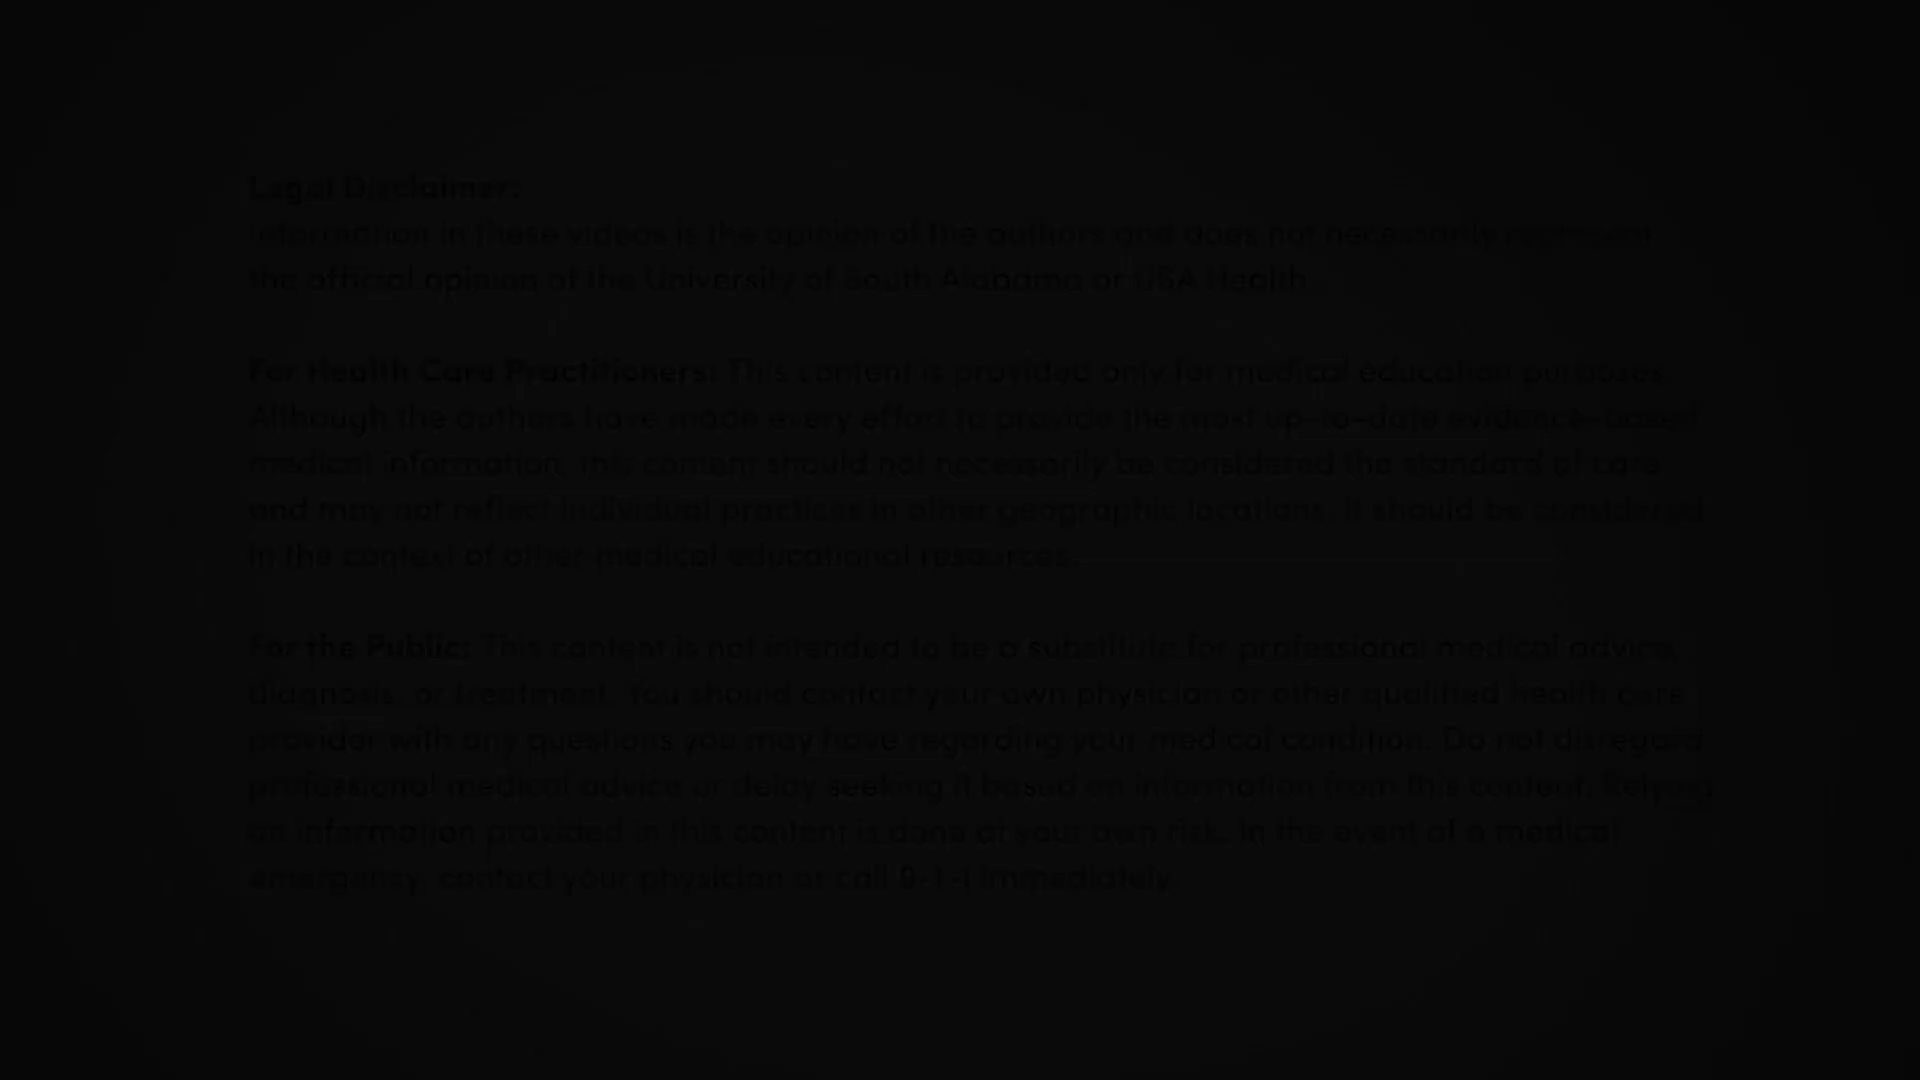 Legal Disclaimer:
Information in these videos is the opinion of the authors and does not necessarily represent
the official opinion of the University of South Alabama or USA Health.
For Health Care Practitioners: This content is provided only for medical education purposes.
Although the authors have made every effort to provide the most up-to-date evidence-based
medical information, this content should not necessarily be considered the standard of care
and may not reflect individual practices in other geographic locations. It should be considered
in the context of other medical educational resources.
For the Public: This content is not intended to be a substitute for professional medical advice,
diagnosis, or treatment. You should contact your own physician or other qualified health care
provider with any questions you may have regarding your medical condition. Do not disregard
professional medical advice or delay seeking it based on information from this content. Relying
on information provided in this content is done at your own risk. In the event of a medical
emergency, contact your physician or call 9-1-1 immediately.